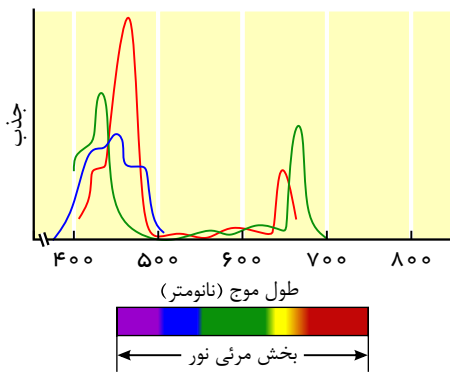 جذب
۴۰۰ ۵۰۰ ۶۰۰ ۷۰۰ ۸۰۰
طول موج (نانومتر)
بخش مرئی نور